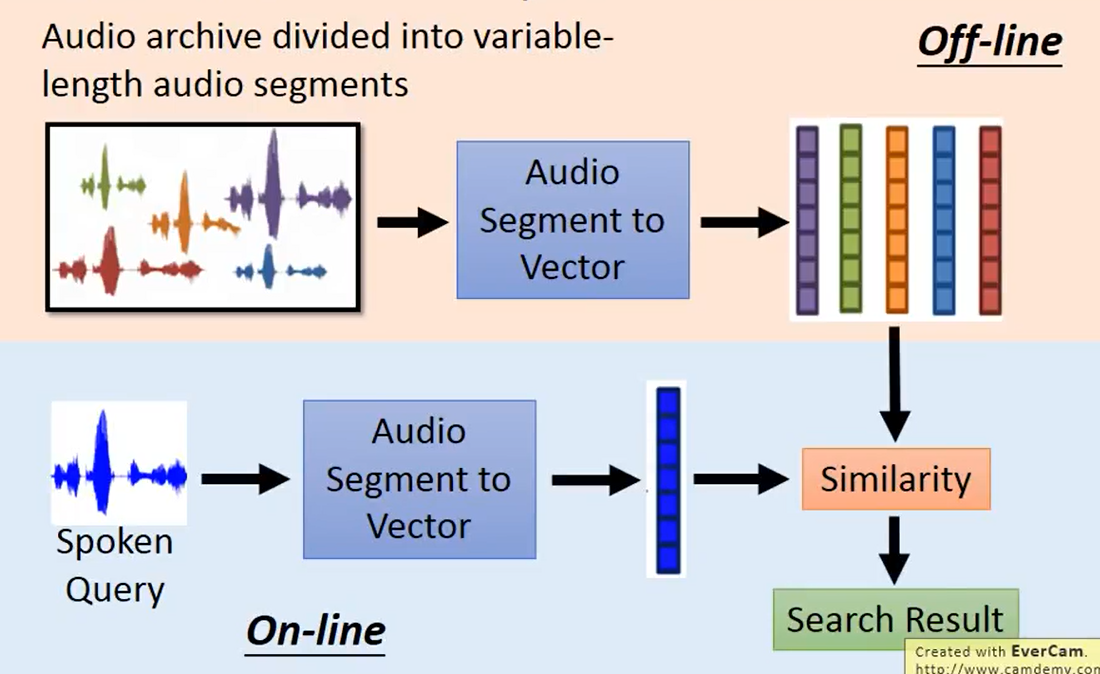 Audio archive divided into variable-
length audio segments
Off-line
Audio
Segment to
Vector
Audio
Segment to
Vector
Spoken
Query
Similarity
On-line
Search Result
Created with EverCam.
http://www.camdemy.com